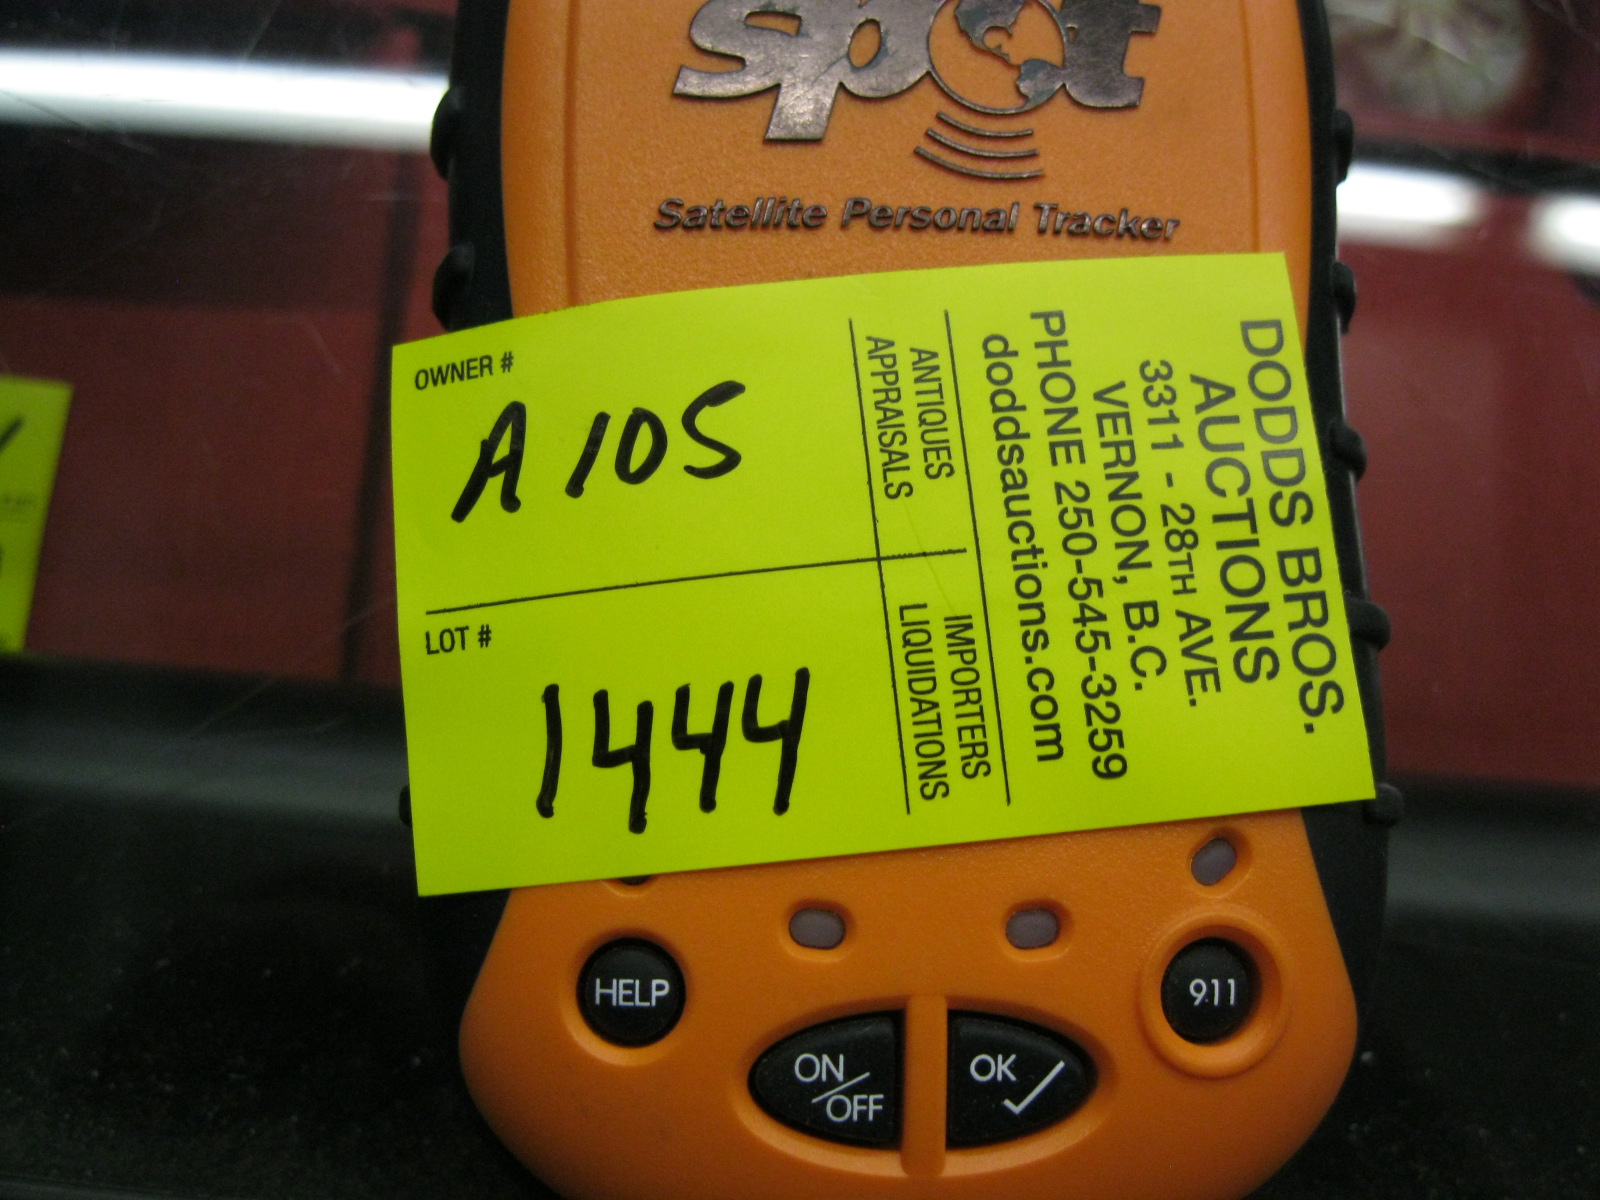 spot
Satellite Personal Tracker
OWNER #
A105
LOT #
1444
ANTIQUES
APPRAISALS
IMPORTERS
LIQUIDATIONS
DODDS BROS.
AUCTIONS
3311 - 28TH AVE.
VERNON, B.C.
PHONE 250-545-3259
doddsauctions.com
HELP
911
ON/OFF
OK